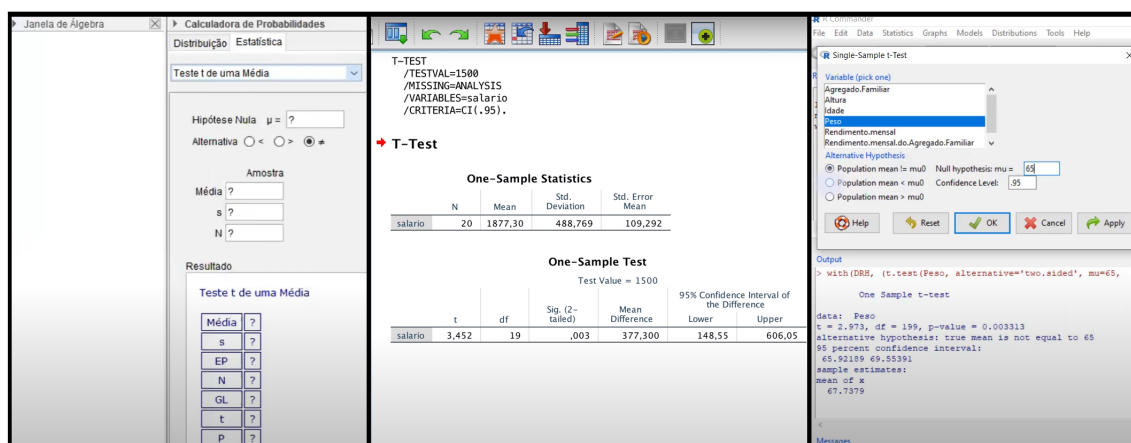 Janela de Álgebra
Calculadora de Probabilidades
Distribuição Estatística
Teste t de uma Média
Hipótese Nula μ = ?
Alternativa < > ≠
Amostra
Média ?
s ?
N ?
Resultado
Teste t de uma Média
Média ?
s ?
EP ?
N ?
GL ?
t ?
P ?
T-TEST
/TESTVAL=1500
/MISSING=ANALYSIS
/VARIABLES=salario
/CRITERIA=CI(.95).
T-Test
One-Sample Statistics
N Mean Std. Deviation Std. Error Mean
salario 20 1877,30 488,769 109,292
One-Sample Test
Test Value = 1500
95% Confidence Interval of the Difference
t df Sig. (2-tailed) Mean Difference Lower Upper
salario 3,452 19 ,003 377,300 148,55 606,05
R Commander
File Edit Data Statistics Graphs Models Distributions Tools Help
Single-Sample t-Test
Variable (pick one)
Agregado.Familiar
Altura
Idade
Peso
Rendimento.mensal
Rendimento.mensal.do.Agregado.Familiar
Alternative Hypothesis
Population mean != mu0 Null hypothesis: mu = 65
Population mean < mu0 Confidence Level: .95
Population mean > mu0
Help Reset OK Cancel Apply
Output
> with(DRH, (t.test(Peso, alternative='two.sided', mu=65,
One Sample t-test
data: Peso
t = 2.973, df = 199, p-value = 0.003313
alternative hypothesis: true mean is not equal to 65
95 percent confidence interval:
65.92189 69.55391
sample estimates:
mean of x
67.7379
Messages